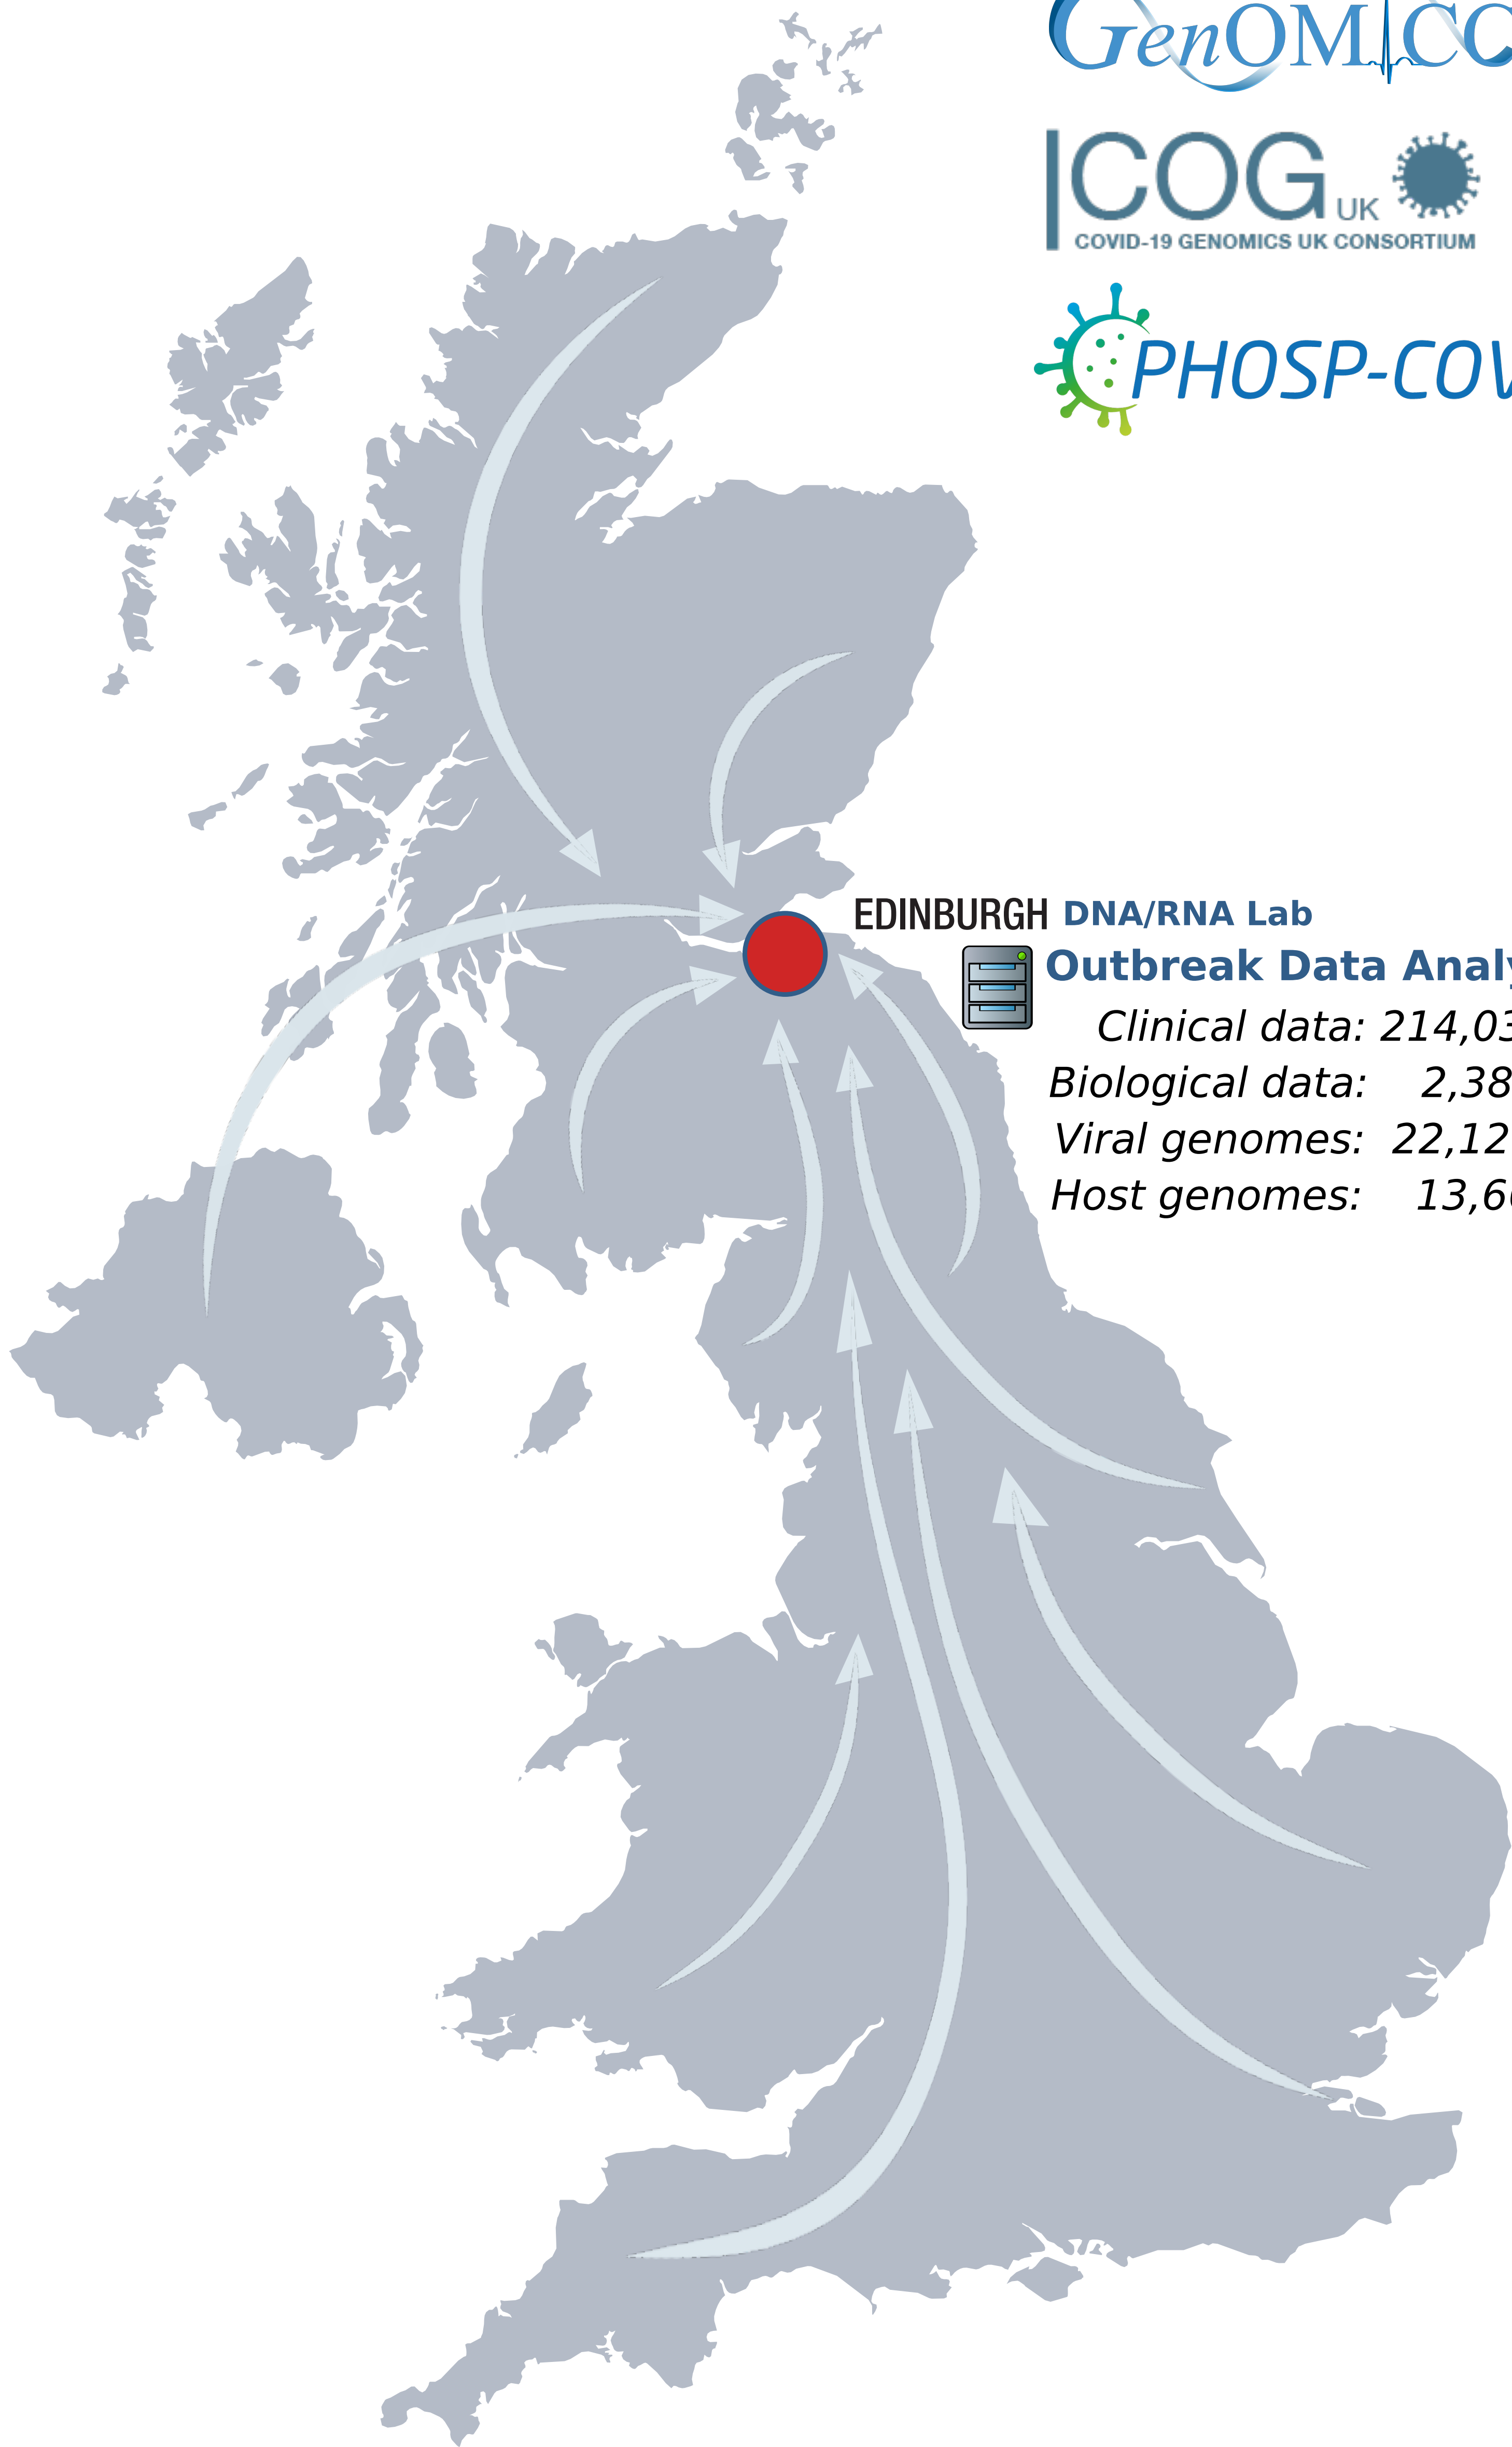 GenOMICC
COG UK
COVID-19 GENOMICS UK CONSORTIUM
PHOSP-COV
EDINBURGH DNA/RNA Lab
Outbreak Data Analy
Clinical data: 214,03
Biological data: 2,38
Viral genomes: 22,12
Host genomes: 13,6